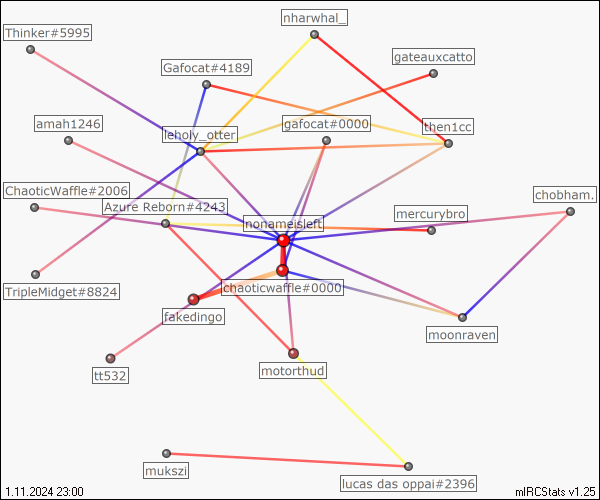 nharwhal_
Thinker#5995
gateauxcatto
Gafocat#4189
amah1246
gafocat#0000
then1cc
leholy_otter
ChaoticWaffle#2006
chobham.
Azure Reborn#4243
mercurybro
nonameisleft
TripleMidget#8824
chaoticwaffle#0000
fakedingo
moonraven
motorthud
tt532
mukszi
lucas das oppai#2396
1.11.2024 23:00
mIRCStats v1.25